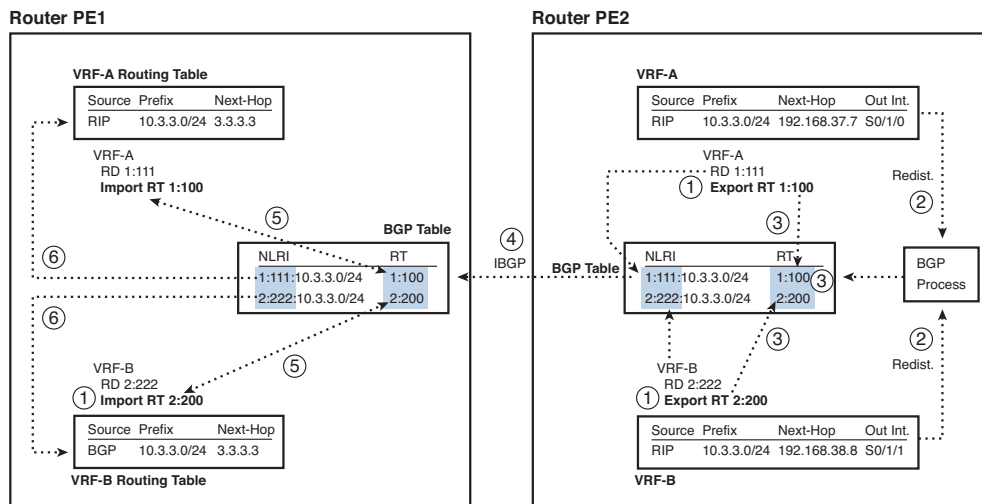 Router PE1
VRF-A Routing Table
Source Prefix Next-Hop
RIP 10.3.3.0/24 3.3.3.3
VRF-A
RD 1:111
Import RT 1:100
5
BGP Table
NLRI RT
1:111:10.3.3.0/24 1:100
2:222:10.3.3.0/24 2:200
6
6
5
VRF-B
RD 2:222
1 Import RT 2:200
Source Prefix Next-Hop
BGP 10.3.3.0/24 3.3.3.3
VRF-B Routing Table
4
IBGP
Router PE2
VRF-A
Source Prefix Next-Hop Out Int.
RIP 10.3.3.0/24 192.168.37.7 S0/1/0
VRF-A
RD 1:111
1 Export RT 1:100
Redist.
2
3
BGP Table
NLRI RT
1:111:10.3.3.0/24 1:100 3
2:222:10.3.3.0/24 2:200
BGP
Process
3
2
Redist.
VRF-B
RD 2:222
1 Export RT 2:200
Source Prefix Next-Hop Out Int.
RIP 10.3.3.0/24 192.168.38.8 S0/1/1
VRF-B